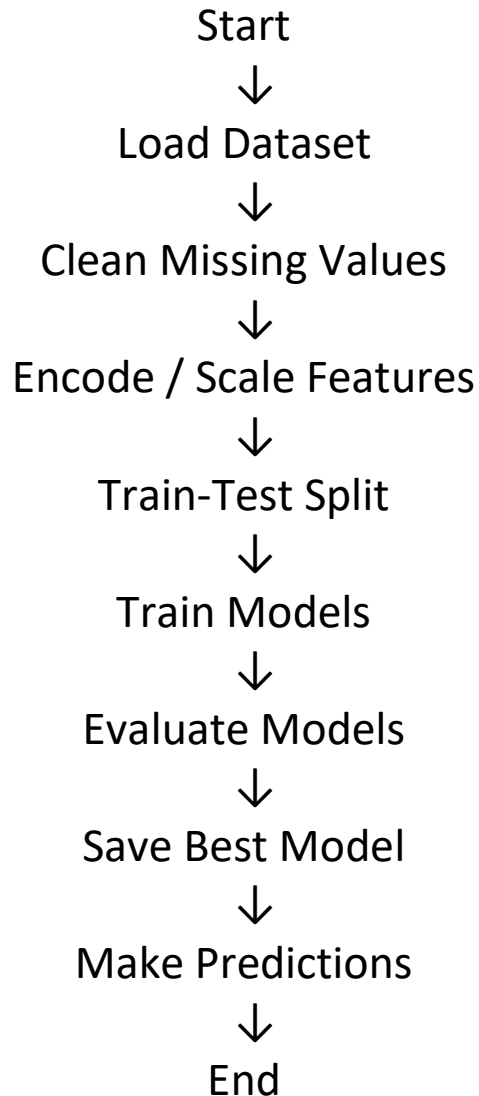 Start
↓
Load Dataset
↓
Clean Missing Values
↓
Encode / Scale Features
↓
Train-Test Split
↓
Train Models
↓
Evaluate Models
↓
Save Best Model
↓
Make Predictions
↓
End